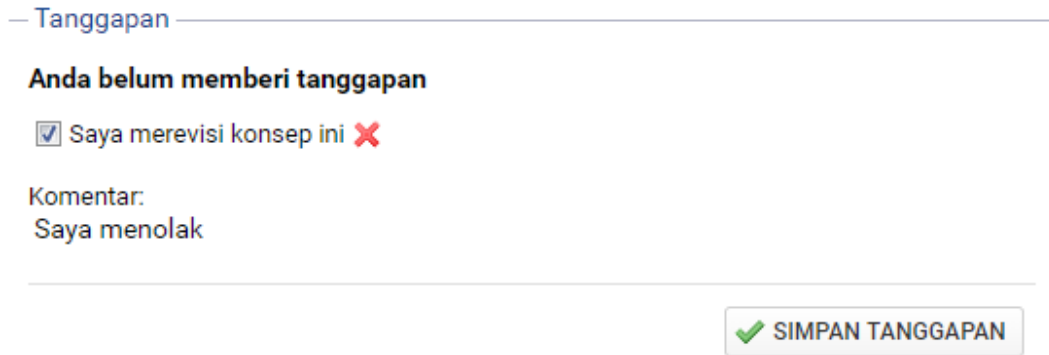 Tanggapan
Anda belum memberi tanggapan
Saya merevisi konsep ini
Komentar:
Saya menolak
SIMPAN TANGGAPAN